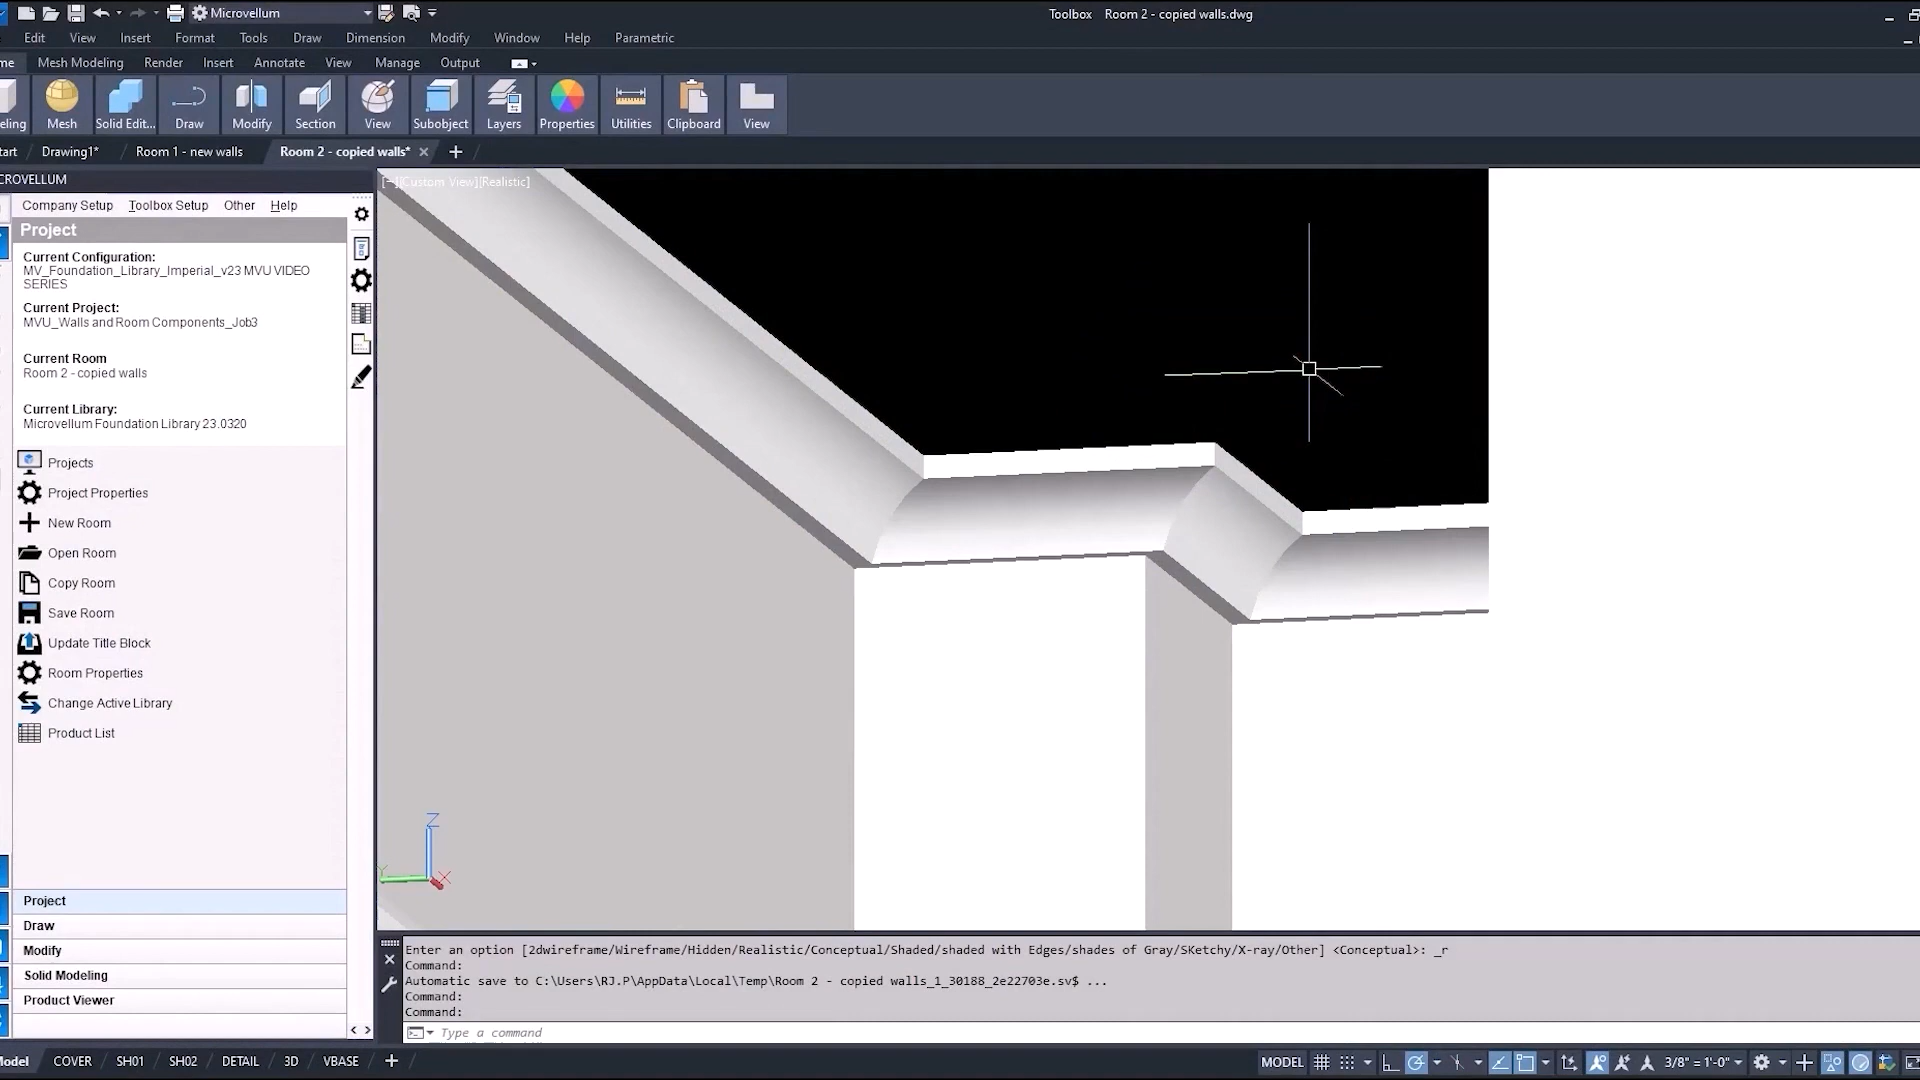 Microvellum
Toolbox Room 2 - copied walls.dwg
Edit View Insert Format Tools Draw Dimension Modify Window Help Parametric
me Mesh Modeling Render Insert Annotate View Manage Output
eling Mesh Solid Edit... Draw Modify Section View Subobject Layers Properties Utilities Clipboard View
tart Drawing1* Room 1 - new walls Room 2 - copied walls*
CROVELLUM
[−][Custom View][Realistic]
Company Setup Toolbox Setup Other Help
Project
Current Configuration:
MV_Foundation_Library_Imperial_v23 MVU VIDEO
SERIES
Current Project:
MVU_Walls and Room Components_Job3
Current Room
Room 2 - copied walls
Current Library:
Microvellum Foundation Library 23.0320
Projects
Project Properties
New Room
Open Room
Copy Room
Save Room
Update Title Block
Room Properties
Change Active Library
Product List
Z
Y
X
Project
Draw
Modify
Solid Modeling
Product Viewer
Enter an option [2dwireframe/Wireframe/Hidden/Realistic/Conceptual/Shaded/shaded with Edges/shades of Gray/SKetchy/X-ray/Other] <Conceptual>: _r
Command:
Automatic save to C:\Users\RJ.P\AppData\Local\Temp\Room 2 - copied walls_1_30188_2e22703e.sv$ ...
Command:
Command:
Type a command
Model COVER SH01 SH02 DETAIL 3D VBASE
MODEL 3/8" = 1'-0"